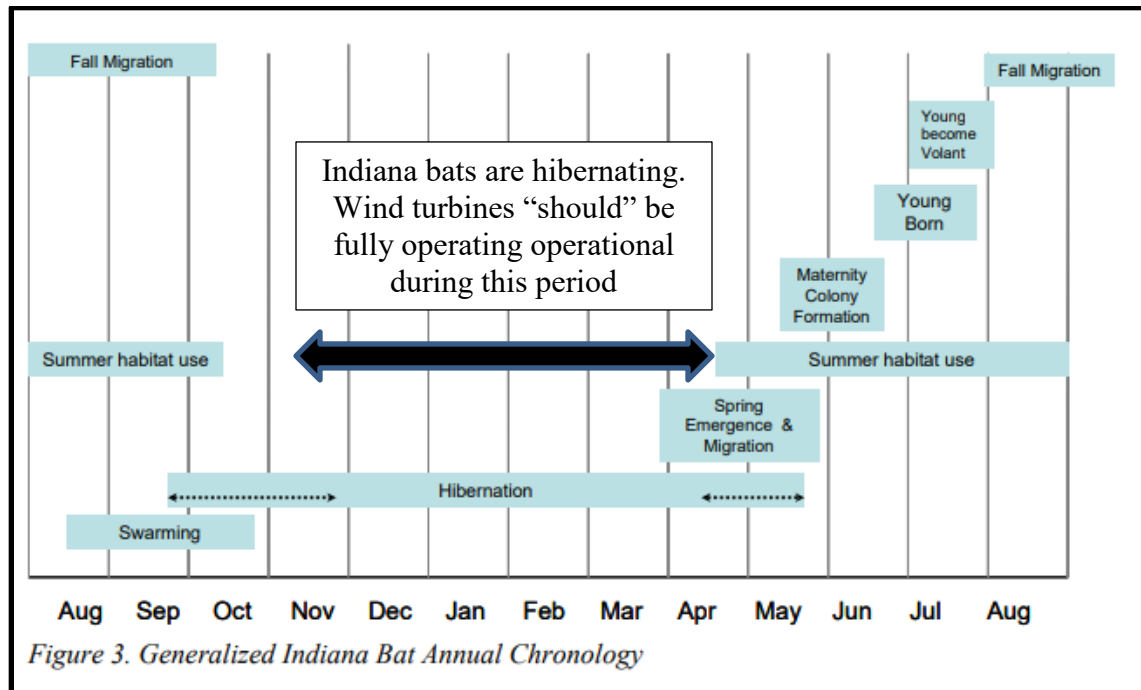 Fall Migration
Fall Migration
Young
become
Volant
Indiana bats are hibernating.
Wind turbines “should” be
fully operating operational
during this period
Young
Born
Maternity
Colony
Formation
Summer habitat use
Summer habitat use
Spring
Emergence &
Migration
Hibernation
Swarming
Aug Sep Oct Nov Dec Jan Feb Mar Apr May Jun Jul Aug
Figure 3. Generalized Indiana Bat Annual Chronology